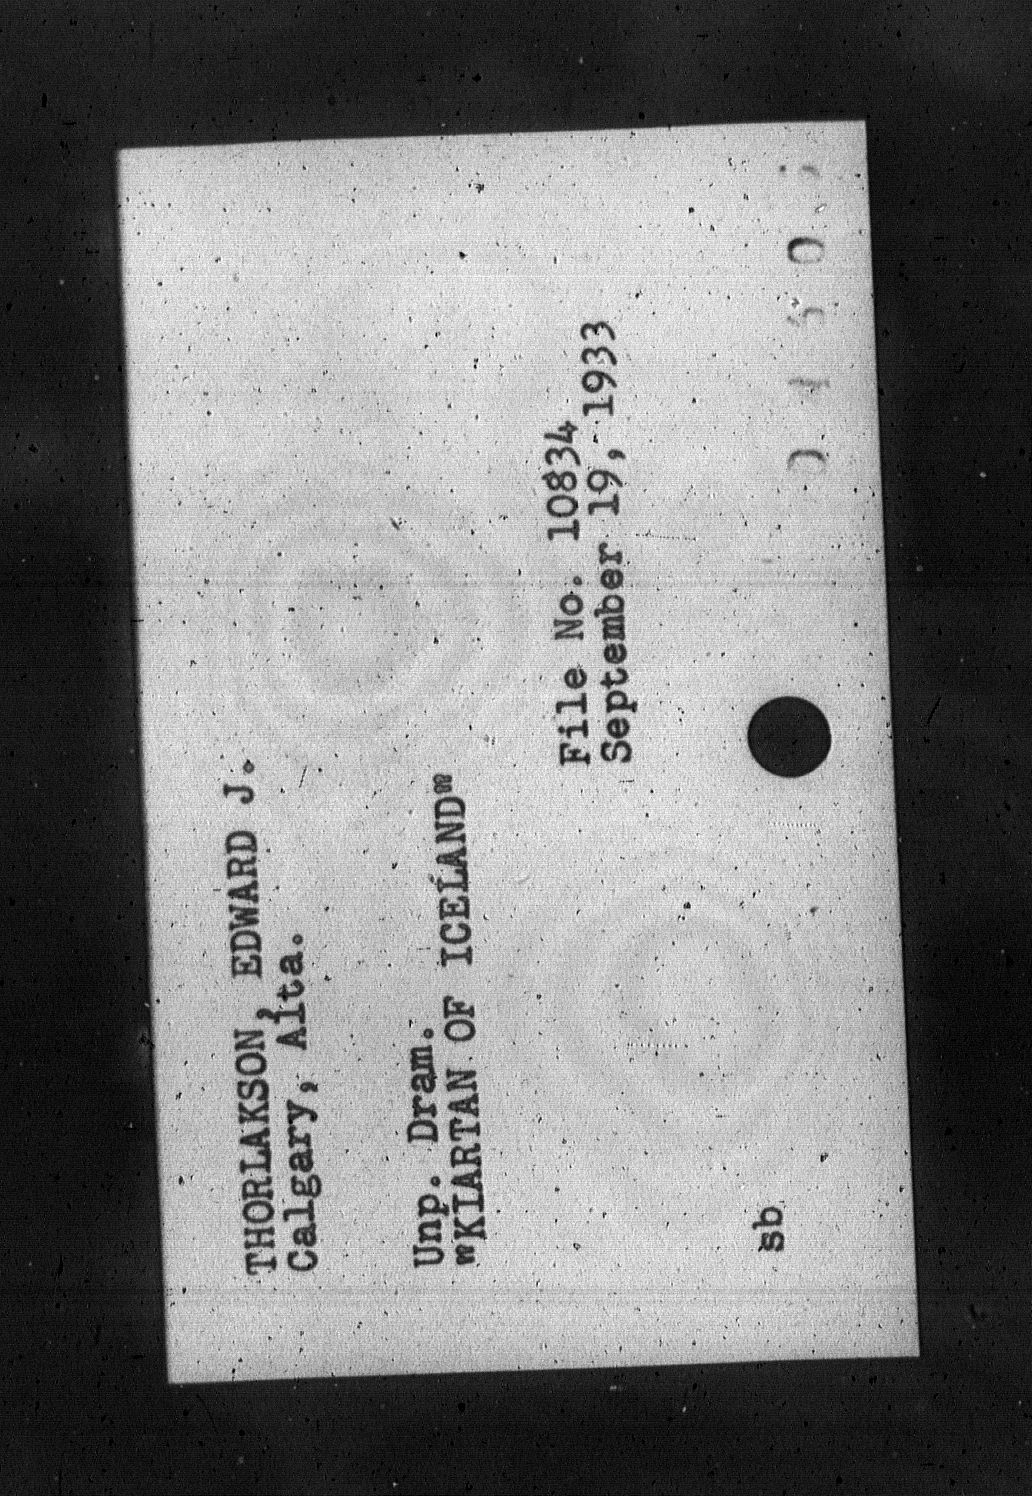 THORLAKSON, EDWARD J.
Calgary, Alta.
Unp. Dram.
"KIARTAN OF ICELAND"
File No. 10834
September 19, 1933
sb